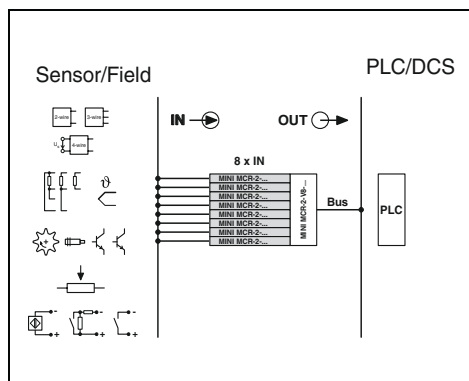 Sensor/Field
PLC/DCS
2-wire
3-wire
4-wire
IN
OUT
8 x IN
MINI MCR-2-...
MINI MCR-2-...
MINI MCR-2-...
MINI MCR-2-...
MINI MCR-2-...
MINI MCR-2-...
MINI MCR-2-...
MINI MCR-2-...
MINI MCR-2-V8-...
Bus
PLC
ϑ
- + - + - +